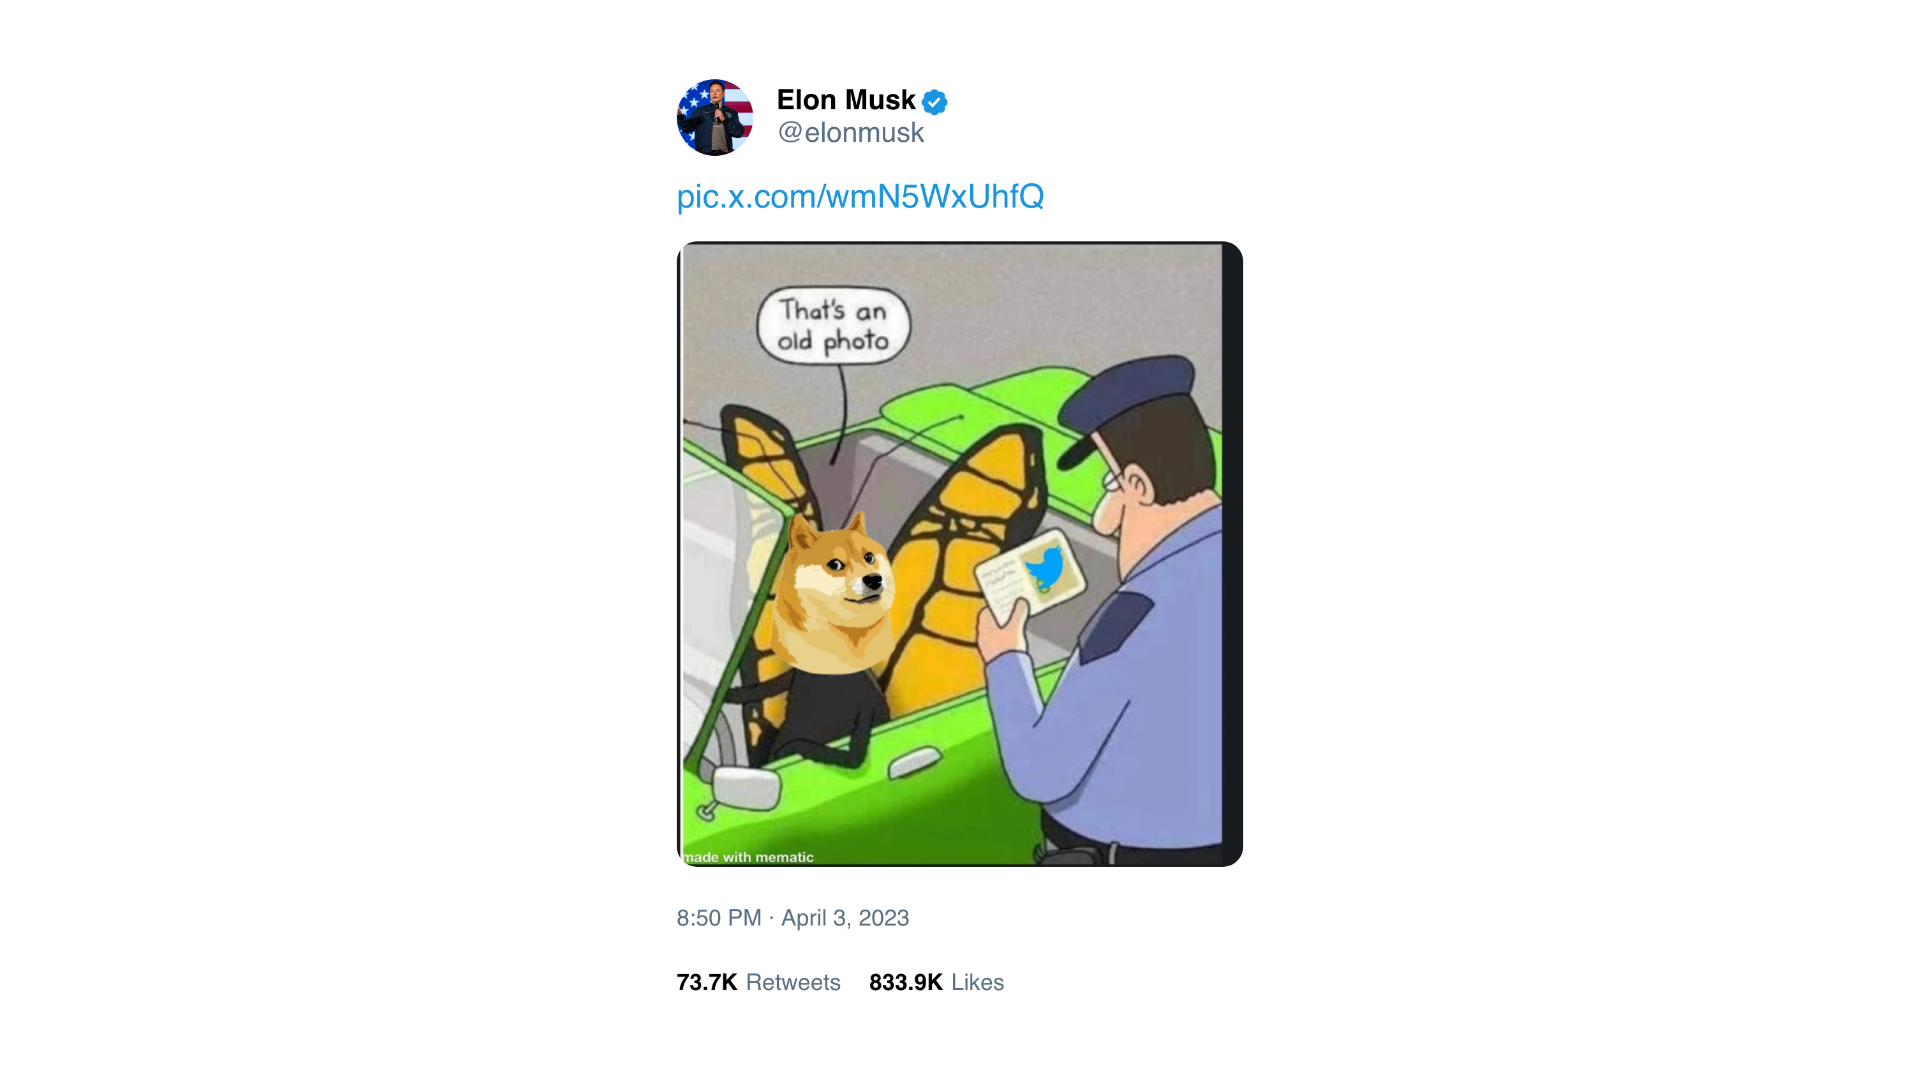 Elon Musk
@elonmusk
pic.x.com/wmN5WxUhfQ
That's an
old photo
made with mematic
8:50 PM · April 3, 2023
73.7K Retweets 833.9K Likes